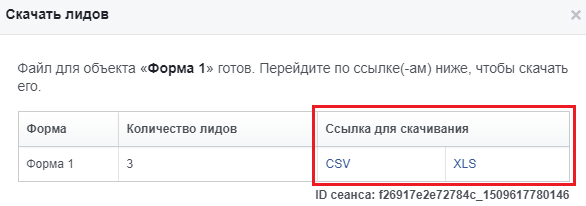 Скачать лидов
Файл для объекта «Форма 1» готов. Перейдите по ссылке(-ам) ниже, чтобы скачать
его.
Форма Количество лидов Ссылка для скачивания
Форма 1 3 CSV XLS
ID сеанса: f26917e2e72784c_1509617780146